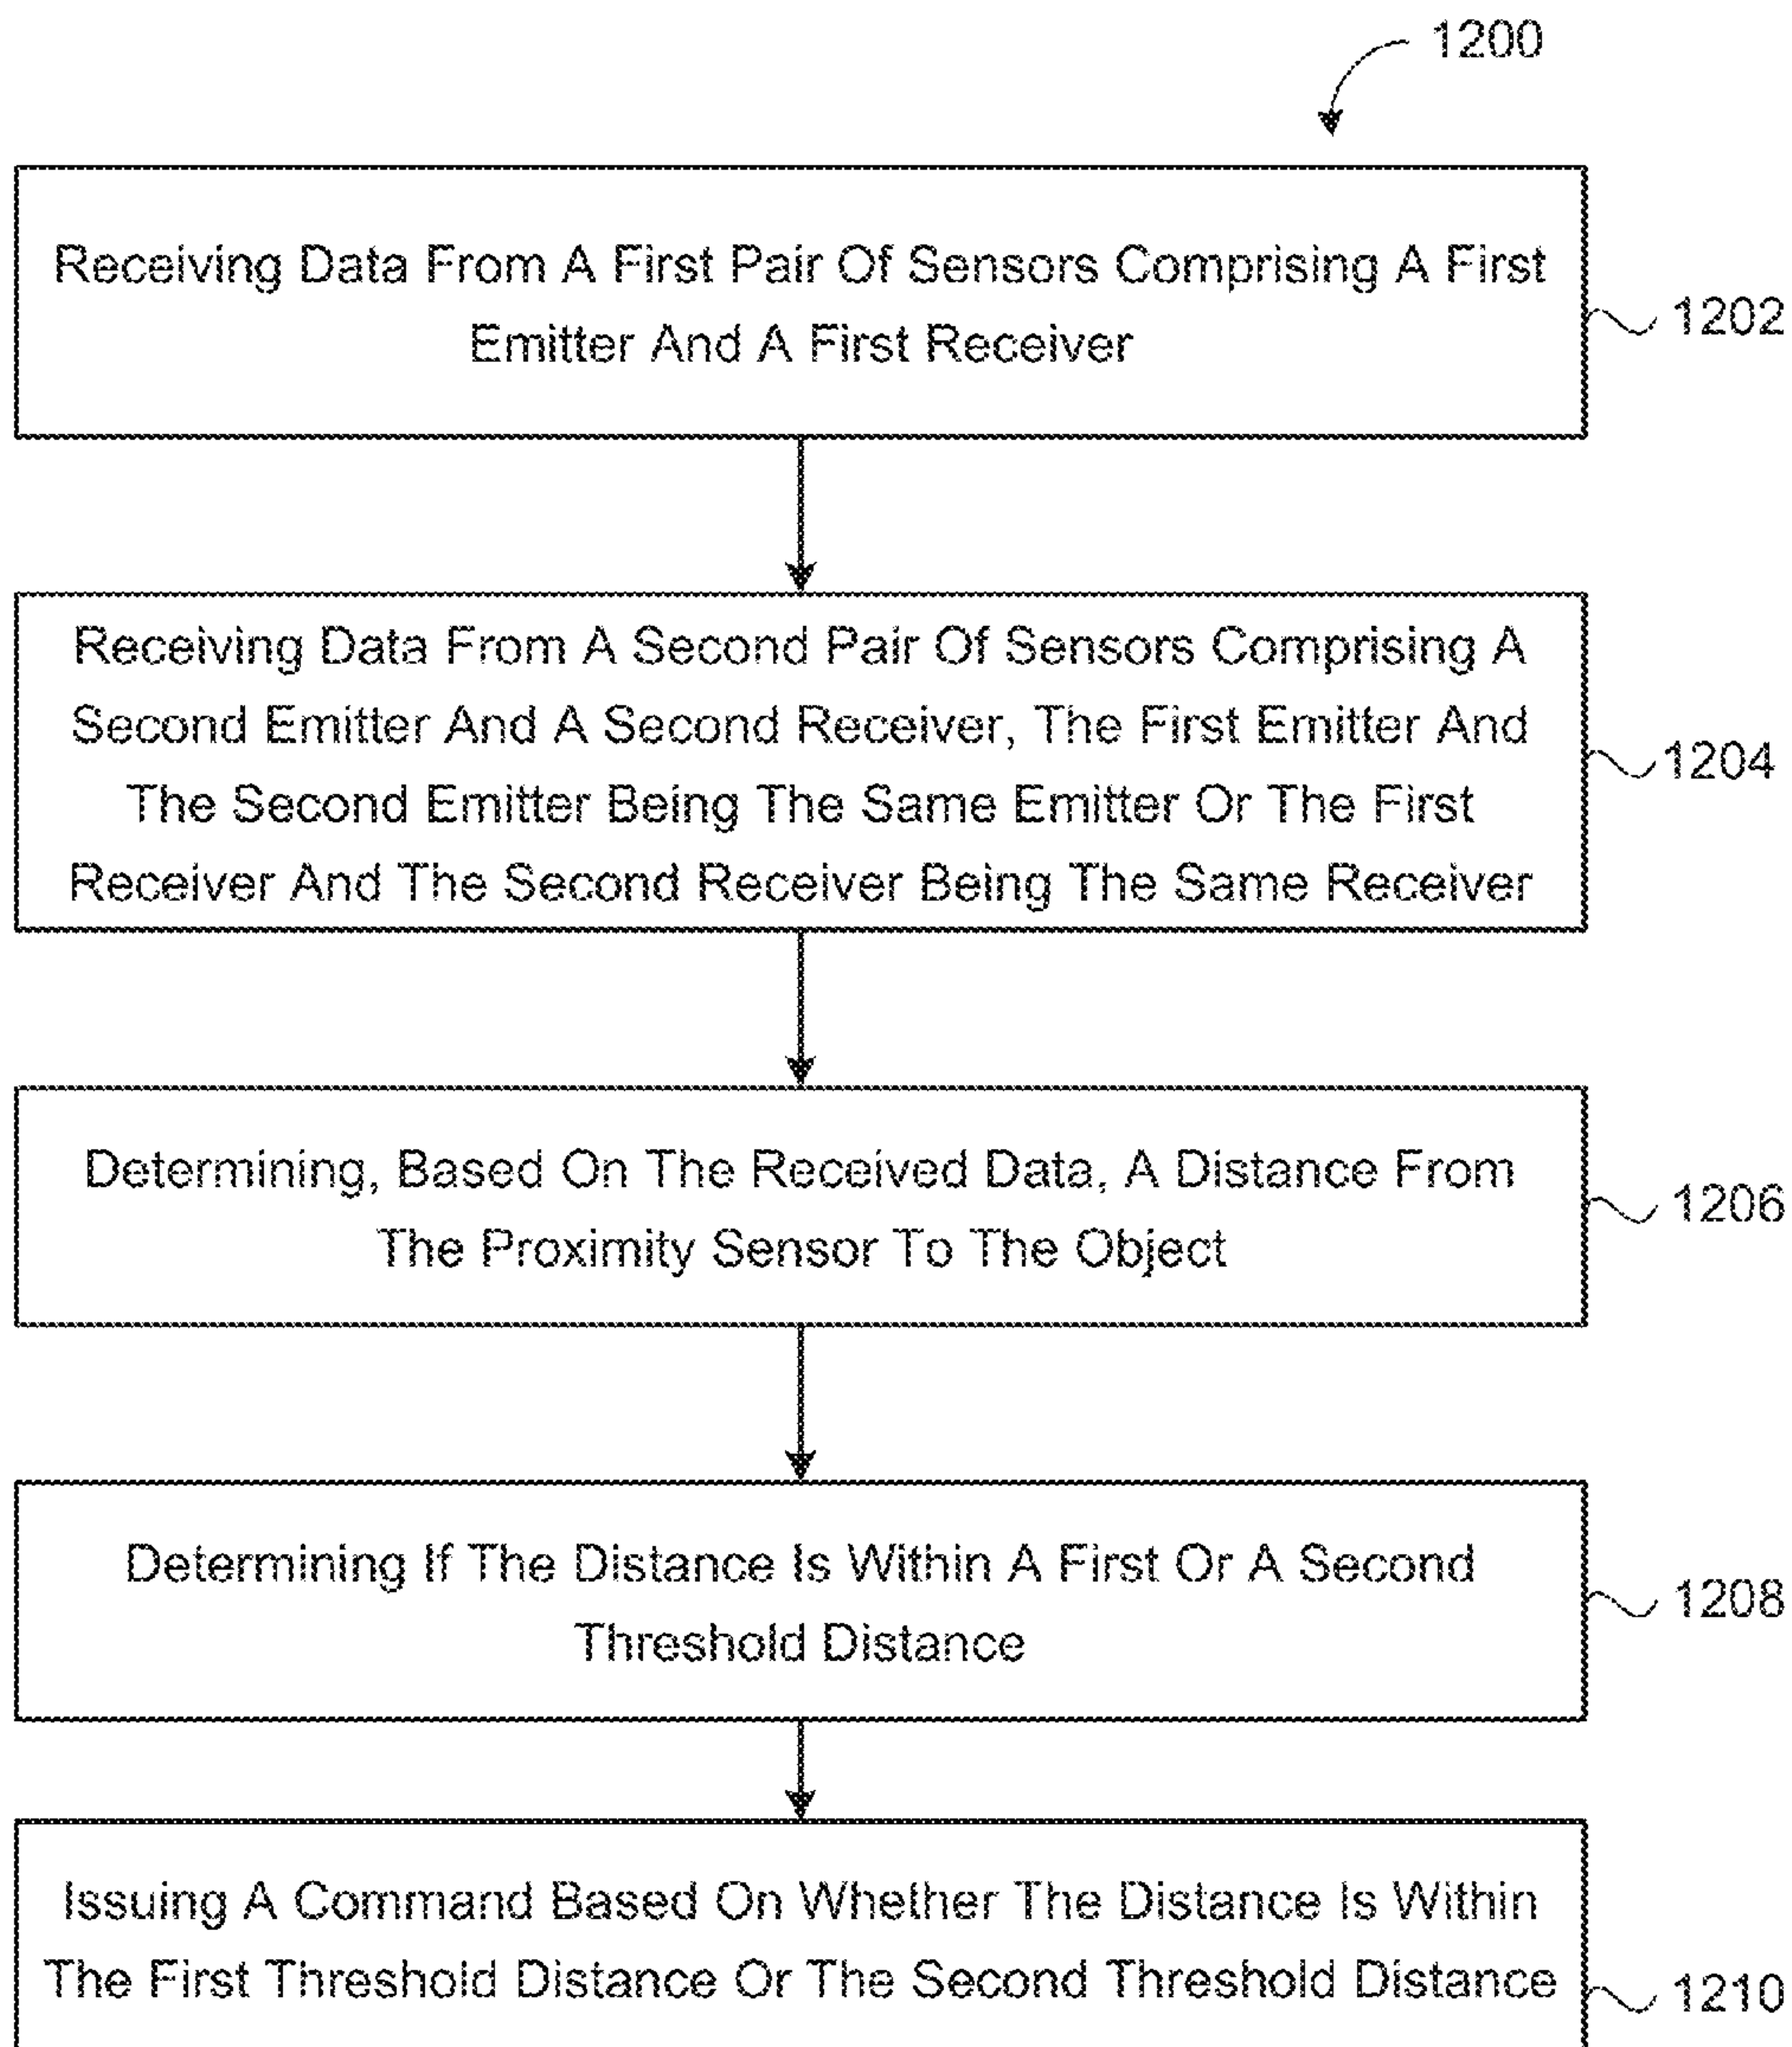 1200
Receiving Data From A First Pair Of Sensors Comprising A First
Emitter And A First Receiver
1202
Receiving Data From A Second Pair Of Sensors Comprising A
Second Emitter And A Second Receiver, The First Emitter And
The Second Emitter Being The Same Emitter Or The First
Receiver And The Second Receiver Being The Same Receiver
1204
Determining, Based On The Received Data, A Distance From
The Proximity Sensor To The Object
1206
Determining If The Distance Is Within A First Or A Second
Threshold Distance
1208
Issuing A Command Based On Whether The Distance Is Within
The First Threshold Distance Or The Second Threshold Distance
1210